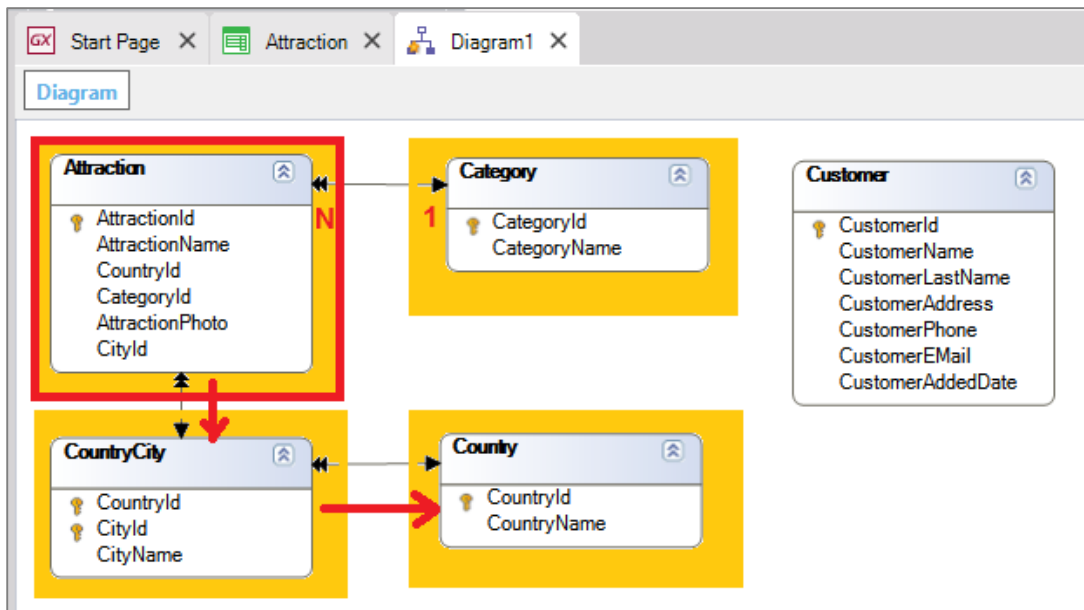 GX Start Page Attraction Diagram1
Diagram
Attraction
AttractionId
AttractionName
CountryId
CategoryId
AttractionPhoto
CityId
N
1
Category
CategoryId
CategoryName
Customer
CustomerId
CustomerName
CustomerLastName
CustomerAddress
CustomerPhone
CustomerEMail
CustomerAddedDate
CountryCity
CountryId
CityId
CityName
Country
CountryId
CountryName